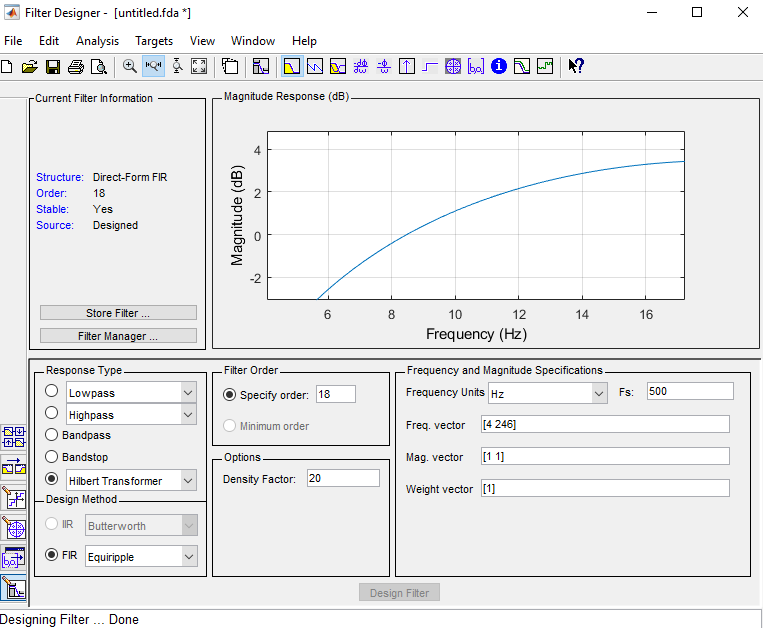 Filter Designer - [untitled.fda *]
File Edit Analysis Targets View Window Help
Current Filter Information
Structure: Direct-Form FIR
Order: 18
Stable: Yes
Source: Designed
Store Filter ...
Filter Manager ...
Magnitude Response (dB)
Magnitude (dB)
4
2
0
-2
6 8 10 12 14 16
Frequency (Hz)
Response Type
Lowpass
Highpass
Bandpass
Bandstop
Hilbert Transformer
Design Method
IIR Butterworth
FIR Equiripple
Filter Order
Specify order: 18
Minimum order
Options
Density Factor: 20
Frequency and Magnitude Specifications
Frequency Units Hz Fs: 500
Freq. vector [4 246]
Mag. vector [1 1]
Weight vector [1]
Design Filter
Designing Filter ... Done